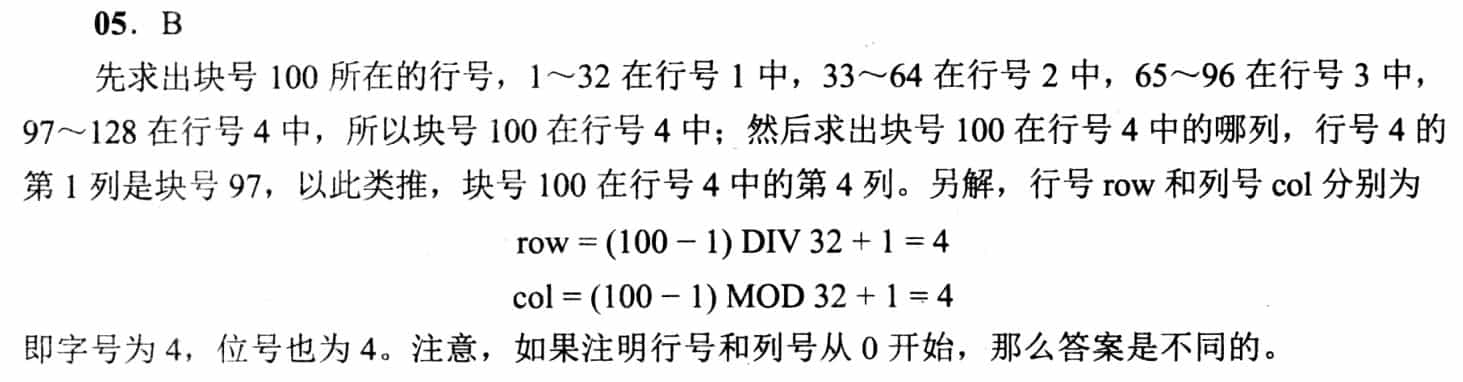 05. B
先求出块号 100 所在的行号，1～32 在行号 1 中，33～64 在行号 2 中，65～96 在行号 3 中，
97～128 在行号 4 中，所以块号 100 在行号 4 中；然后求出块号 100 在行号 4 中的哪列，行号 4 的
第 1 列是块号 97，以此类推，块号 100 在行号 4 中的第 4 列。另解，行号 row 和列号 col 分别为
row = (100 − 1) DIV 32 + 1 = 4
col = (100 − 1) MOD 32 + 1 = 4
即字号为 4，位号也为 4。注意，如果注明行号和列号从 0 开始，那么答案是不同的。